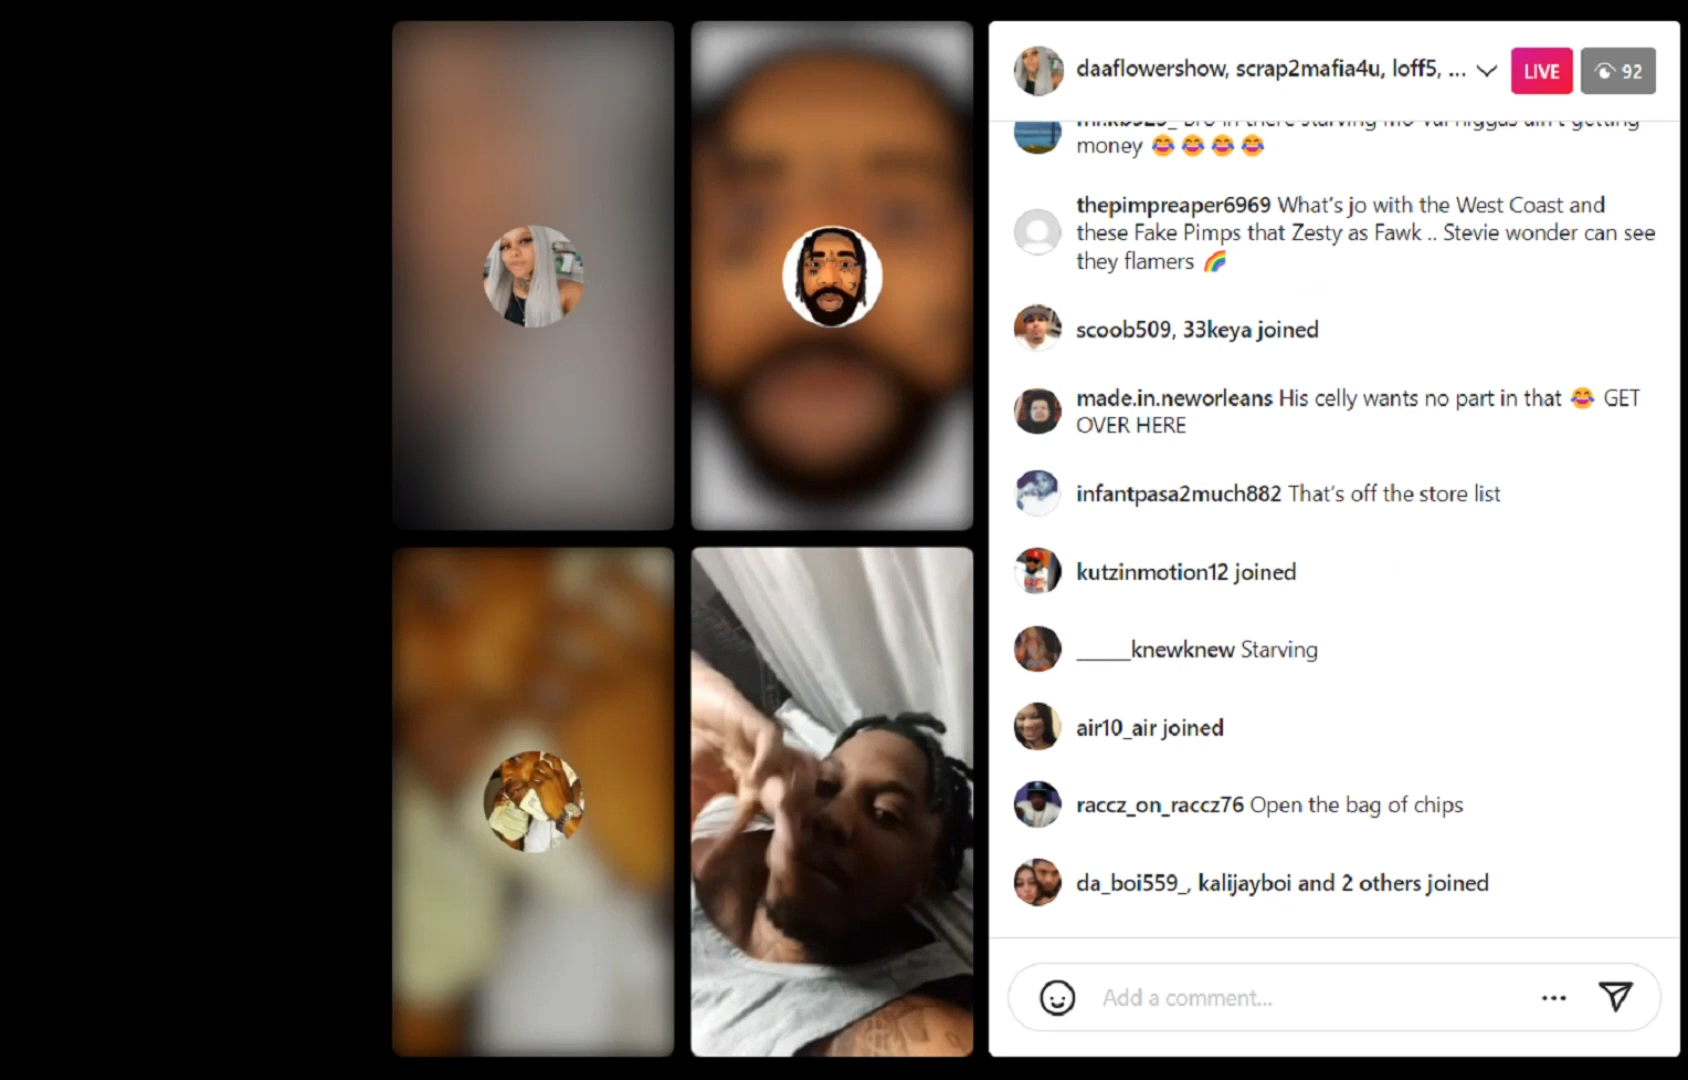 daaflowershow, scrap2mafia4u, loff5, ...
LIVE
92
money 😂 😂 😂 😂
thepimpreaper6969 What's jo with the West Coast and
these Fake Pimps that Zesty as Fawk .. Stevie wonder can see
they flamers 🌈
scoob509, 33keya joined
made.in.neworleans His celly wants no part in that 😂 GET
OVER HERE
infantpasa2much882 That's off the store list
kutzinmotion12 joined
_____knewknew Starving
air10_air joined
raccz_on_raccz76 Open the bag of chips
da_boi559_, kalijayboi and 2 others joined
Add a comment...